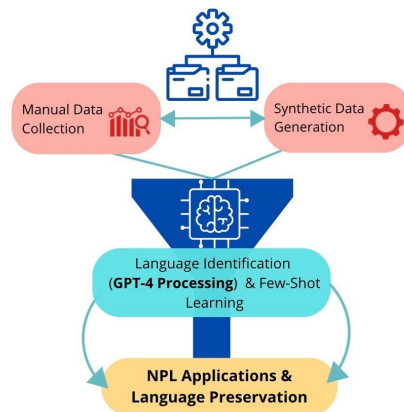 Manual Data
Collection
Synthetic Data
Generation
Language Identification
(GPT-4 Processing) & Few-Shot
Learning
NPL Applications &
Language Preservation